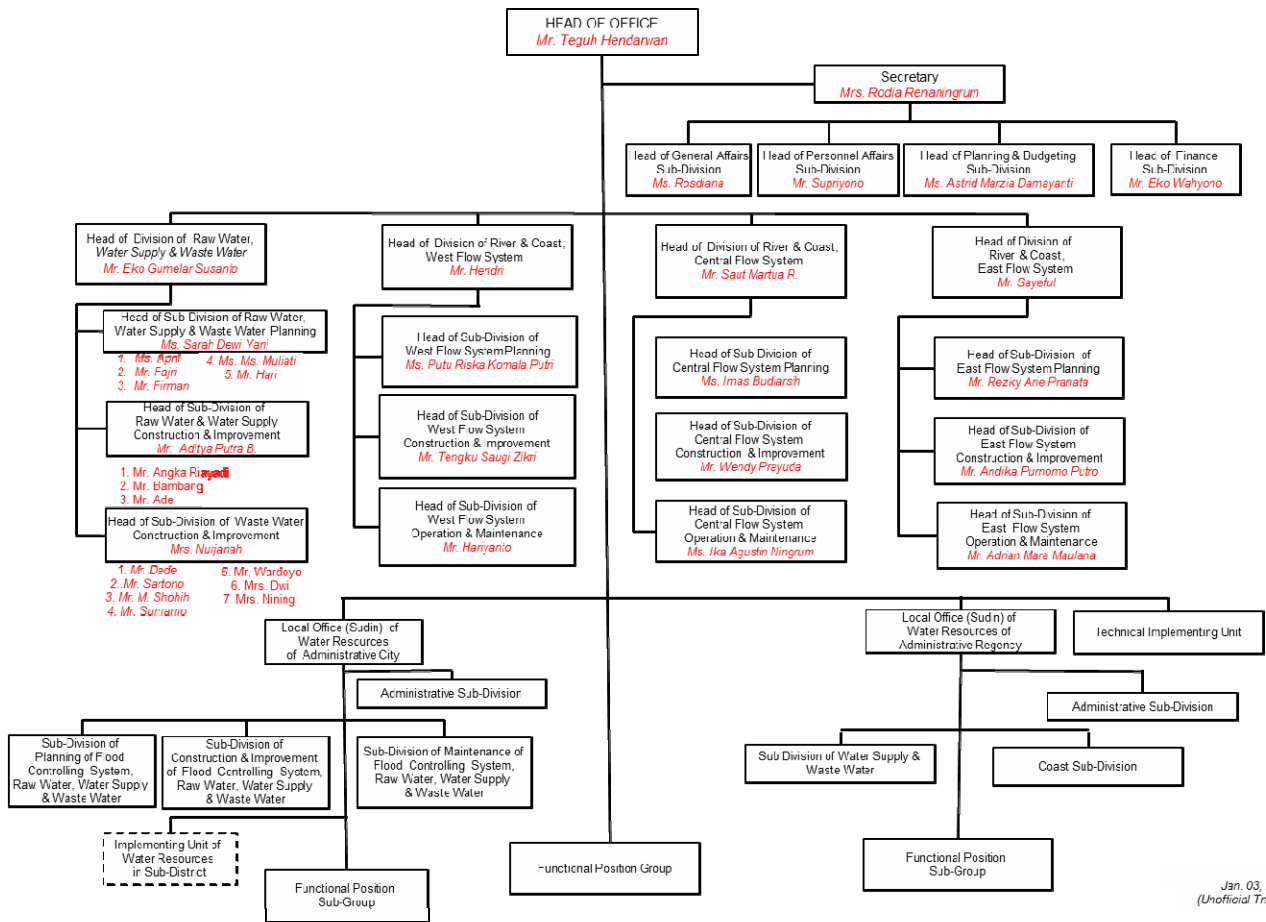 HEAD OF OFFICE
Mr. Teguh Hendarwan
Secretary
Mrs. Rodia Renaningrum
Head of General Affairs
Sub-Division
Ms. Rosdiana
Head of Personnel Affairs
Sub-Division
Mr. Supriyono
Head of Planning & Budgeting
Sub-Division
Ms. Astrid Marzia Damayanti
Head of Finance
Sub-Division
Mr. Eko Wahyono
Head of Division of Raw Water,
Water Supply & Waste Water
Mr. Eko Gumelar Susanto
Head of Division of River & Coast,
West Flow System
Mr. Hendri
Head of Division of River & Coast,
Central Flow System
Mr. Saut Martua R.
Head of Division of
River & Coast,
East Flow System
Mr. Sayeful
Head of Sub Division of Raw Water,
Water Supply & Waste Water Planning
Ms. Sarah Dewi Yani
1. Ms. April
2. Mr. Fajri
3. Mr. Firman
4. Ms. Ms. Muliati
5. Mr. Hari
Head of Sub-Division of
Raw Water & Water Supply
Construction & Improvement
Mr. Aditya Putra B.
1. Mr. Angka
2. Mr. Bambang
3. Mr. Ade
Head of Sub-Division of Waste Water
Construction & Improvement
Mrs. Nurjanah
1. Mr. Dede
2..Mr. Sartono
3. Mr. M. Shohih
4. Mr.
5. Mr. Wardoyo
6. Mrs. Dwi
7. Mrs. Nining
Head of Sub-Division of
West Flow System Planning
Ms. Putu Riska Komala Putri
Head of Sub-Division of
West Flow System
Construction & Improvement
Mr. Tengku Saugi Zikri
Head of Sub-Division of
West Flow System
Operation & Maintenance
Mr. Hariyanto
Head of Sub Division of
Central Flow System Planning
Ms. Imas Budiarsih
Head of Sub-Division of
Central Flow System
Construction & Improvement
Mr. Wendy Prayuda
Head of Sub-Division of
Central Flow System
Operation & Maintenance
Ms. Ika Agustin Ningrum
Head of Sub-Division of
East Flow System Planning
Mr. Rezky Arie Pranata
Head of Sub-Division of
East Flow System
Construction & Improvement
Mr. Andika Purnomo Putro
Head of Sub-Division of
East Flow System
Operation & Maintenance
Mr. Adrian Mara Maulana
Local Office (Sudin) of
Water Resources
of Administrative City
Local Office (Sudin) of
Water Resources of
Administrative Regency
Technical Implementing Unit
Administrative Sub-Division
Administrative Sub-Division
Sub-Division of
Planning of Flood
Controlling System,
Raw Water, Water Supply
& Waste Water
Sub-Division of
Construction & Improvement
of Flood Controlling System,
Raw Water, Water Supply
& Waste Water
Sub-Division of Maintenance of
Flood Controlling System,
Raw Water, Water Supply
& Waste Water
Sub Division of Water Supply &
Waste Water
Coast Sub-Division
Implementing Unit of
Water Resources
in Sub-District
Functional Position
Sub-Group
Functional Position Group
Functional Position
Sub-Group
Jan. 03,
(Unofficial Tr